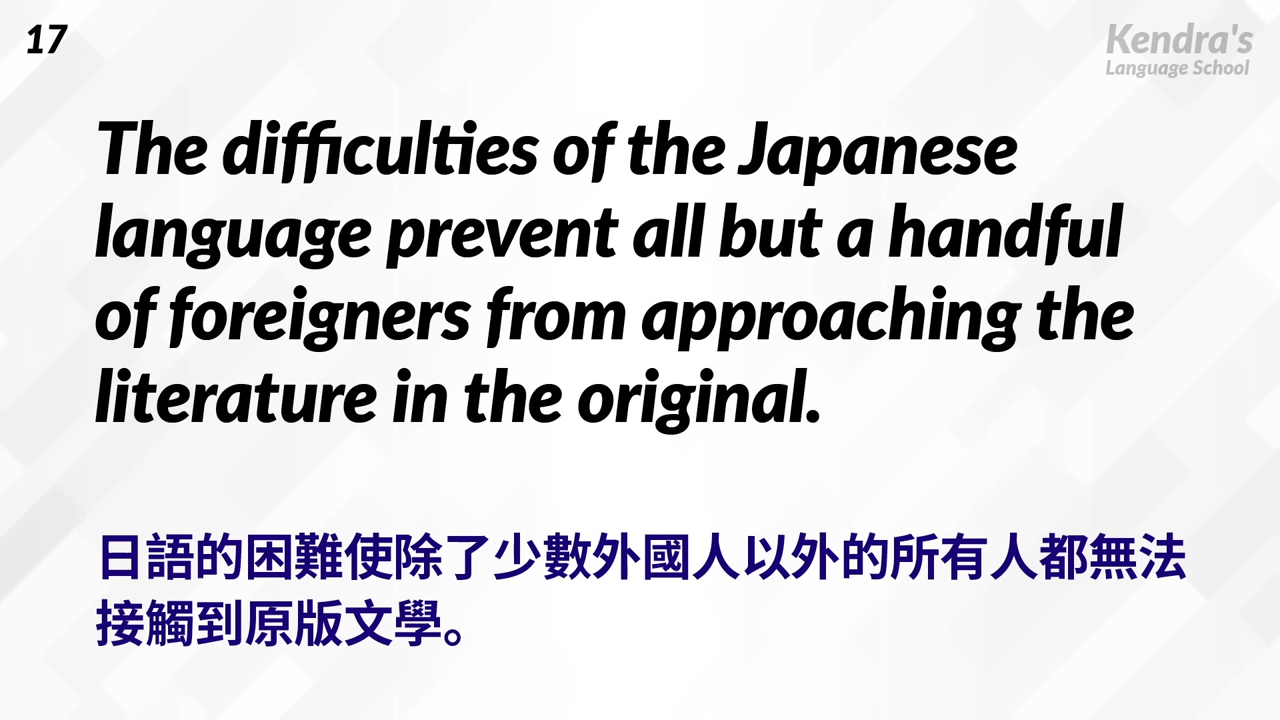 17
Kendra's
Language School
The difficulties of the Japanese
language prevent all but a handful
of foreigners from approaching the
literature in the original.
日語的困難使除了少數外國人以外的所有人都無法
接觸到原版文學。